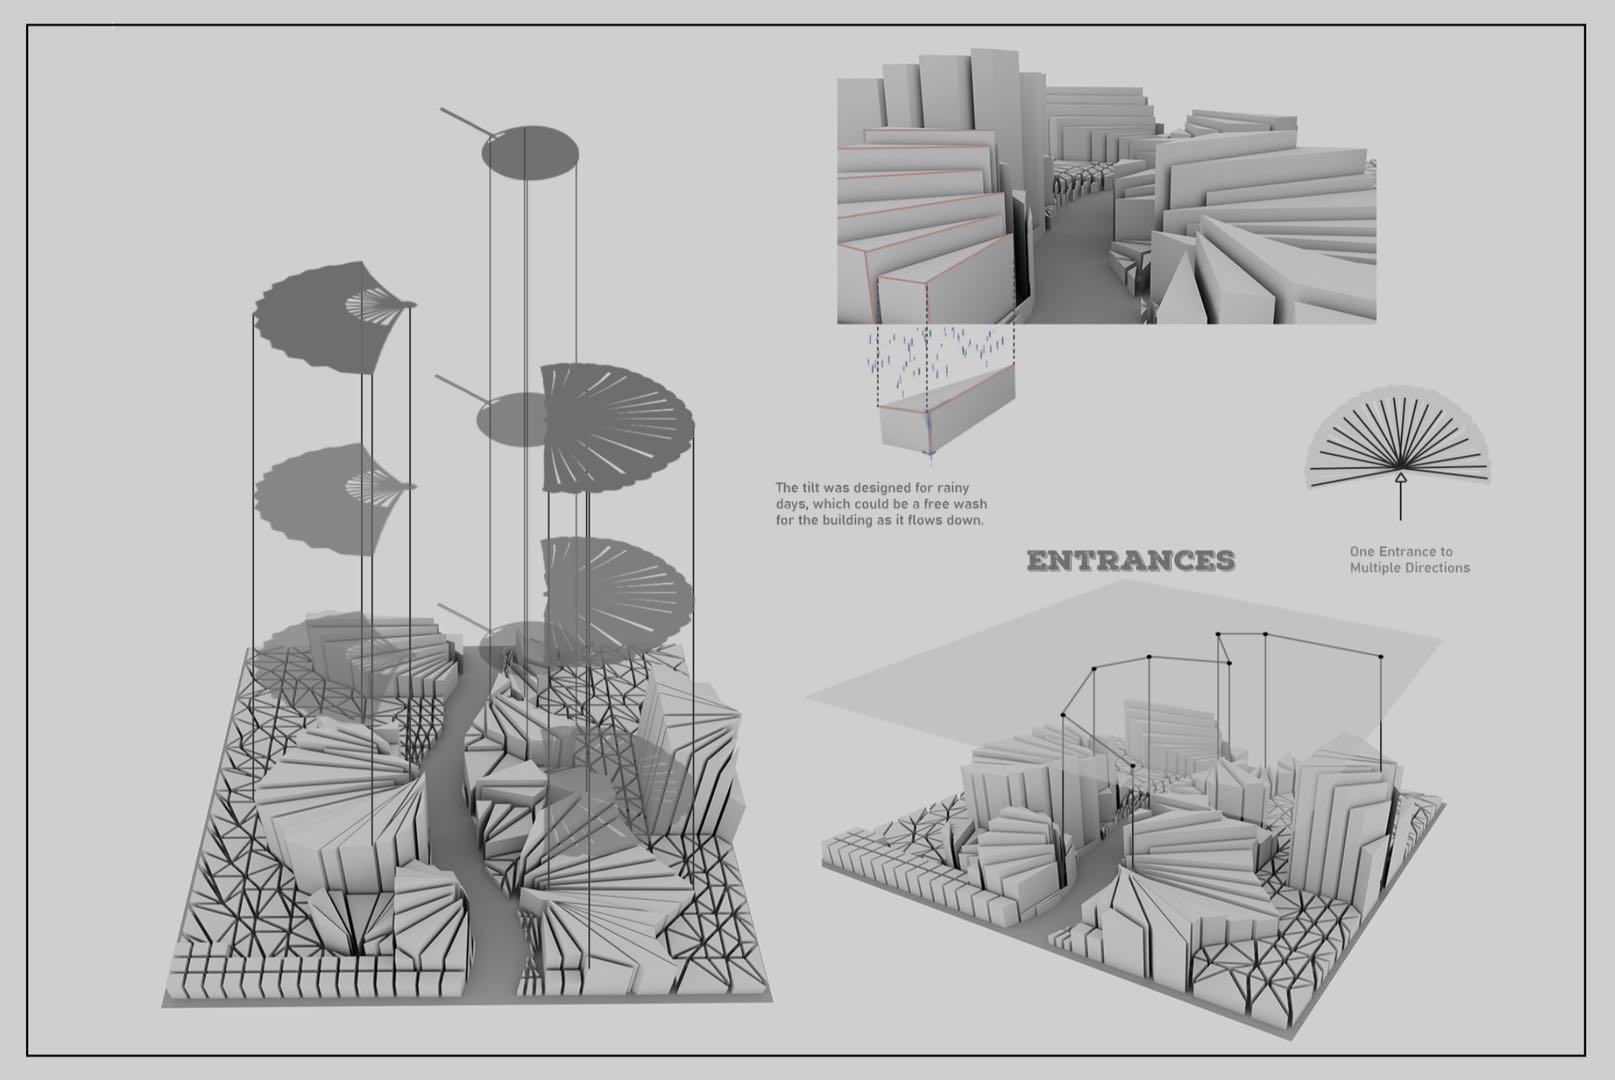 The tilt was designed for rainy
days, which could be a free wash
for the building as it flows down.
ENTRANCES
One Entrance to
Multiple Directions